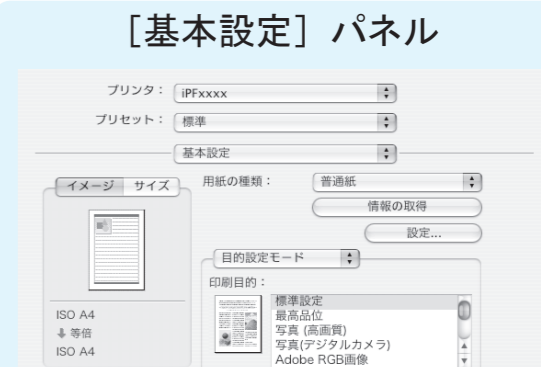 ［基本設定］パネル
プリンタ： iPFxxxx
プリセット： 標準
基本設定
イメージ サイズ 用紙の種類： 普通紙
情報の取得
設定...
目的設定モード
印刷目的：
標準設定
最高品位
写真 (高画質)
写真(デジタルカメラ)
Adobe RGB画像
ISO A4
等倍
ISO A4